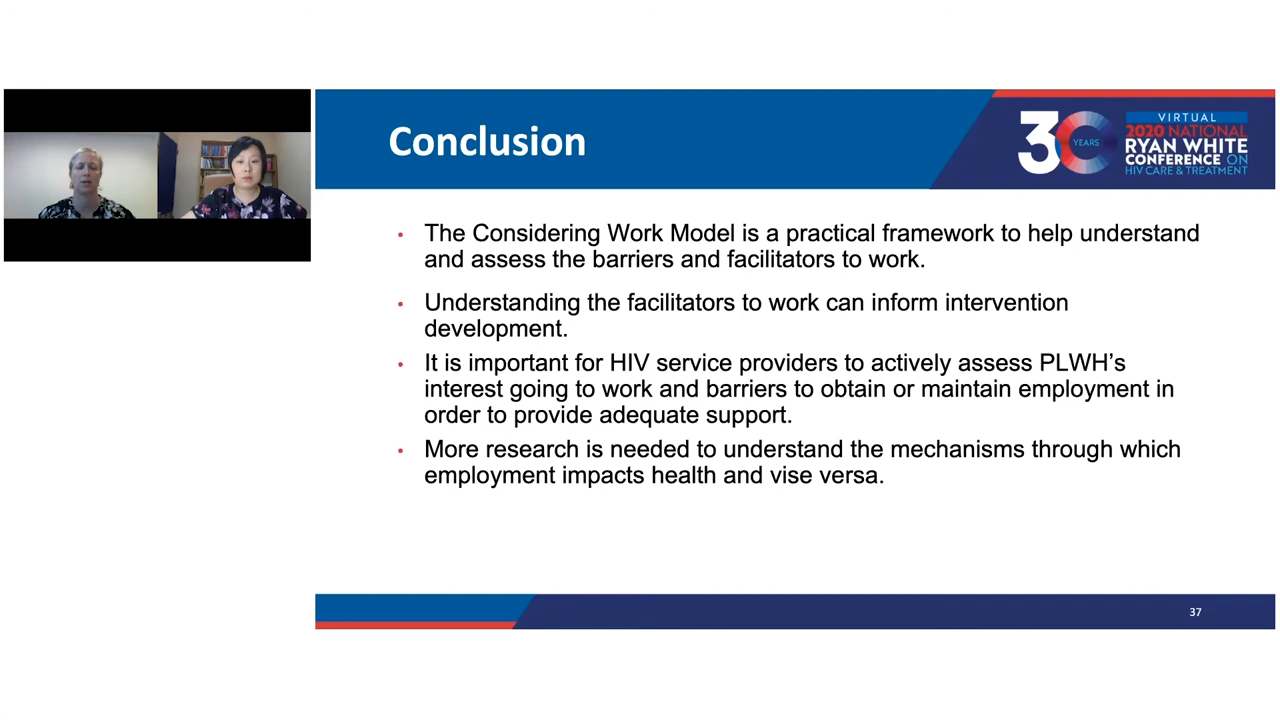 Conclusion
30
YEARS
VIRTUAL
2020 NATIONAL
RYAN WHITE
CONFERENCE ON
HIV CARE & TREATMENT
• The Considering Work Model is a practical framework to help understand
and assess the barriers and facilitators to work.
• Understanding the facilitators to work can inform intervention
development.
• It is important for HIV service providers to actively assess PLWH’s
interest going to work and barriers to obtain or maintain employment in
order to provide adequate support.
• More research is needed to understand the mechanisms through which
employment impacts health and vise versa.
37